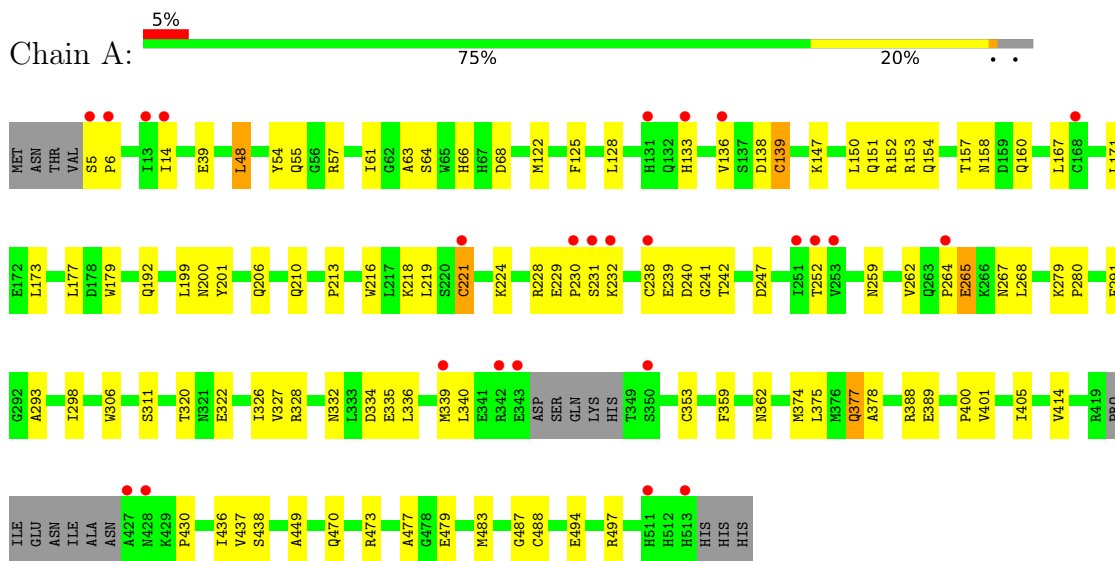 5%
Chain A:
75% 20% . .
MET ASN THR VAL S5 P6 I13 I14 E39 L48 Y54 Q55 G56 R57 I61 G62 A63 S64 W65 H66 H67 D68 M122 F125 L128 H131 Q132 H133 V136 S137 D138 C139 K147 L150 Q151 R152 R153 Q154 T157 N158 D159 Q160 L167 C168 L171
E172 L173 L177 D178 W179 Q192 L199 N200 Y201 Q206 Q210 P213 W216 L217 K218 L219 S220 C221 K224 R228 E229 P230 S231 K232 C238 E239 D240 G241 T242 D247 I251 T252 V253 N259 V262 Q263 P264 E265 K266 N267 L268 K279 P280 E291
G292 A293 I298 W306 S311 T320 N321 E322 I326 V327 R328 N332 L333 D334 E335 L336 M339 L340 E341 R342 E343 ASP SER GLN LYS HIS T349 S350 C353 F359 N362 M374 L375 M376 Q377 A378 R388 E389 P400 V401 I405 V414 R419 PRO
ILE GLU ASN ILE ALA ASN A427 N428 K429 P430 I436 V437 S438 A449 Q470 R473 A477 G478 E479 M483 G487 C488 E494 R497 H511 H512 H513 HIS HIS HIS